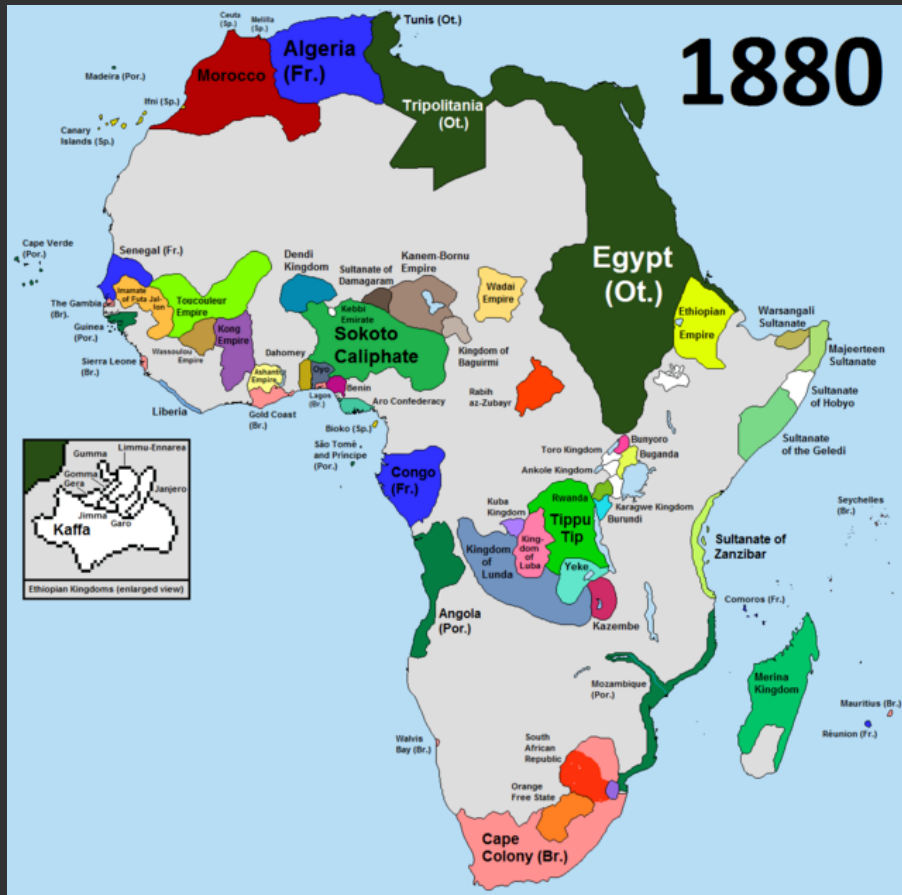 Ceuta
(Sp.)
Melilla
(Sp.)
Tunis (Ot.)
1880
Algeria
(Fr.)
Morocco
Madeira (Por.)
Tripolitania
(Ot.)
Ifni (Sp.)
Canary
Islands (Sp.)
Cape Verde
(Por.)
Senegal (Fr.)
Dendi
Kingdom
Sultanate of
Damagaram
Kanem-Bornu
Empire
Egypt
(Ot.)
Imamate
of Futa Jal-
lon
Toucouleur
Empire
Wadai
Empire
The Gambia
(Br).
Kebbi
Emirate
Ethiopian
Empire
Warsangali
Sultanate
Guinea
(Por.)
Kong
Empire
Sokoto
Caliphate
Wassoulou
Empire
Dahomey
Kingdom of
Baguirmi
Majeerteen
Sultanate
Sierra Leone
(Br.)
Ashanti
Empire
Oyo
Benin
Rabih
az-Zubayr
Sultanate
of Hobyo
Liberia
Gold Coast
(Br.)
Lagos
(Br.)
Aro Confederacy
Bioko (Sp.)
Sultanate
of the Geledi
São Tomè
and Principe
(Por.)
Toro Kingdom
Bunyoro
Buganda
Ankole Kingdom
Congo
(Fr.)
Rwanda
Karagwe Kingdom
Burundi
Kuba
Kingdom
Tippu
Tip
Seychelles
(Br.)
King-
dom
of Luba
Sultanate of
Zanzibar
Kingdom
of Lunda
Yeke
Kazembe
Comoros (Fr.)
Angola
(Por.)
Merina
Kingdom
Mozambique
(Por.)
Mauritius (Br.)
Rèunion (Fr.)
Walvis
Bay (Br.)
South
African
Republic
Orange
Free State
Cape
Colony (Br.)
Limmu-Ennarea
Gumma
Gomma
Gera
Janjero
Jimma
Garo
Kaffa
Ethiopian Kingdoms (enlarged view)